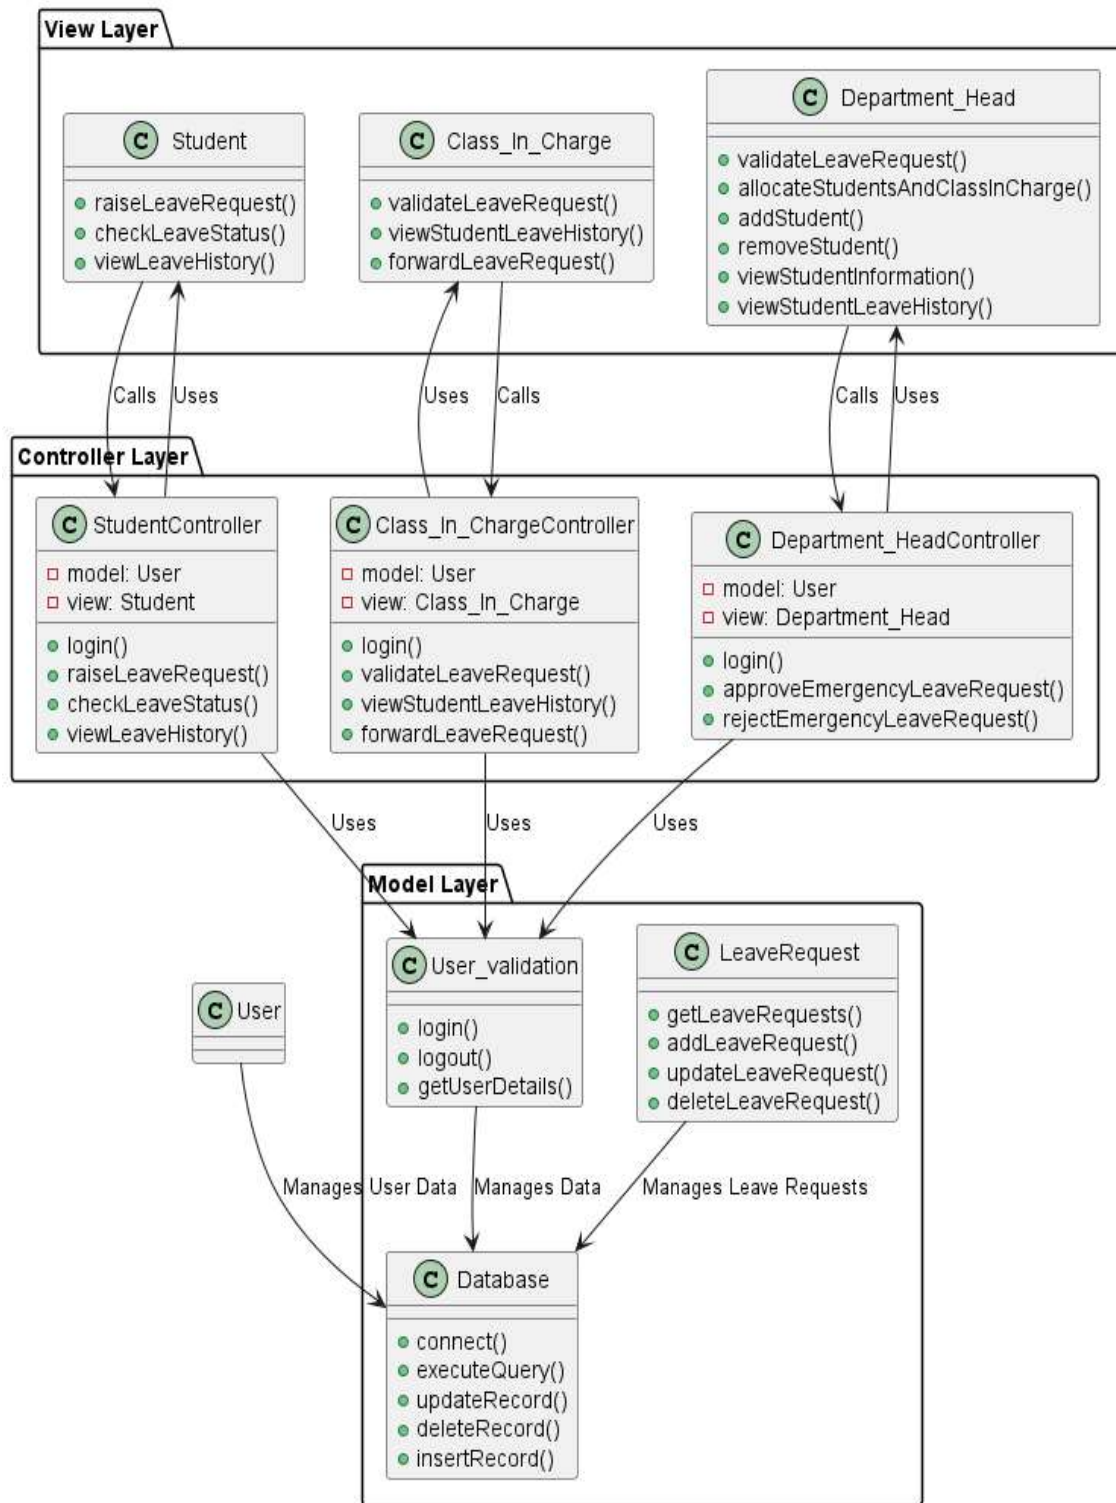 View Layer
C Student
raiseLeaveRequest()
checkLeaveStatus()
viewLeaveHistory()
C Class_In_Charge
validateLeaveRequest()
viewStudentLeaveHistory()
forwardLeaveRequest()
C Department_Head
validateLeaveRequest()
allocateStudentsAndClassInCharge()
addStudent()
removeStudent()
viewStudentInformation()
viewStudentLeaveHistory()
Calls
Uses
Uses
Calls
Calls
Uses
Controller Layer
C StudentController
model: User
view: Student
login()
raiseLeaveRequest()
checkLeaveStatus()
viewLeaveHistory()
C Class_In_ChargeController
model: User
view: Class_In_Charge
login()
validateLeaveRequest()
viewStudentLeaveHistory()
forwardLeaveRequest()
C Department_HeadController
model: User
view: Department_Head
login()
approveEmergencyLeaveRequest()
rejectEmergencyLeaveRequest()
Uses
Uses
Uses
Model Layer
C User
C User_validation
login()
logout()
getUserDetails()
C LeaveRequest
getLeaveRequests()
addLeaveRequest()
updateLeaveRequest()
deleteLeaveRequest()
Manages User Data
Manages Data
Manages Leave Requests
C Database
connect()
executeQuery()
updateRecord()
deleteRecord()
insertRecord()